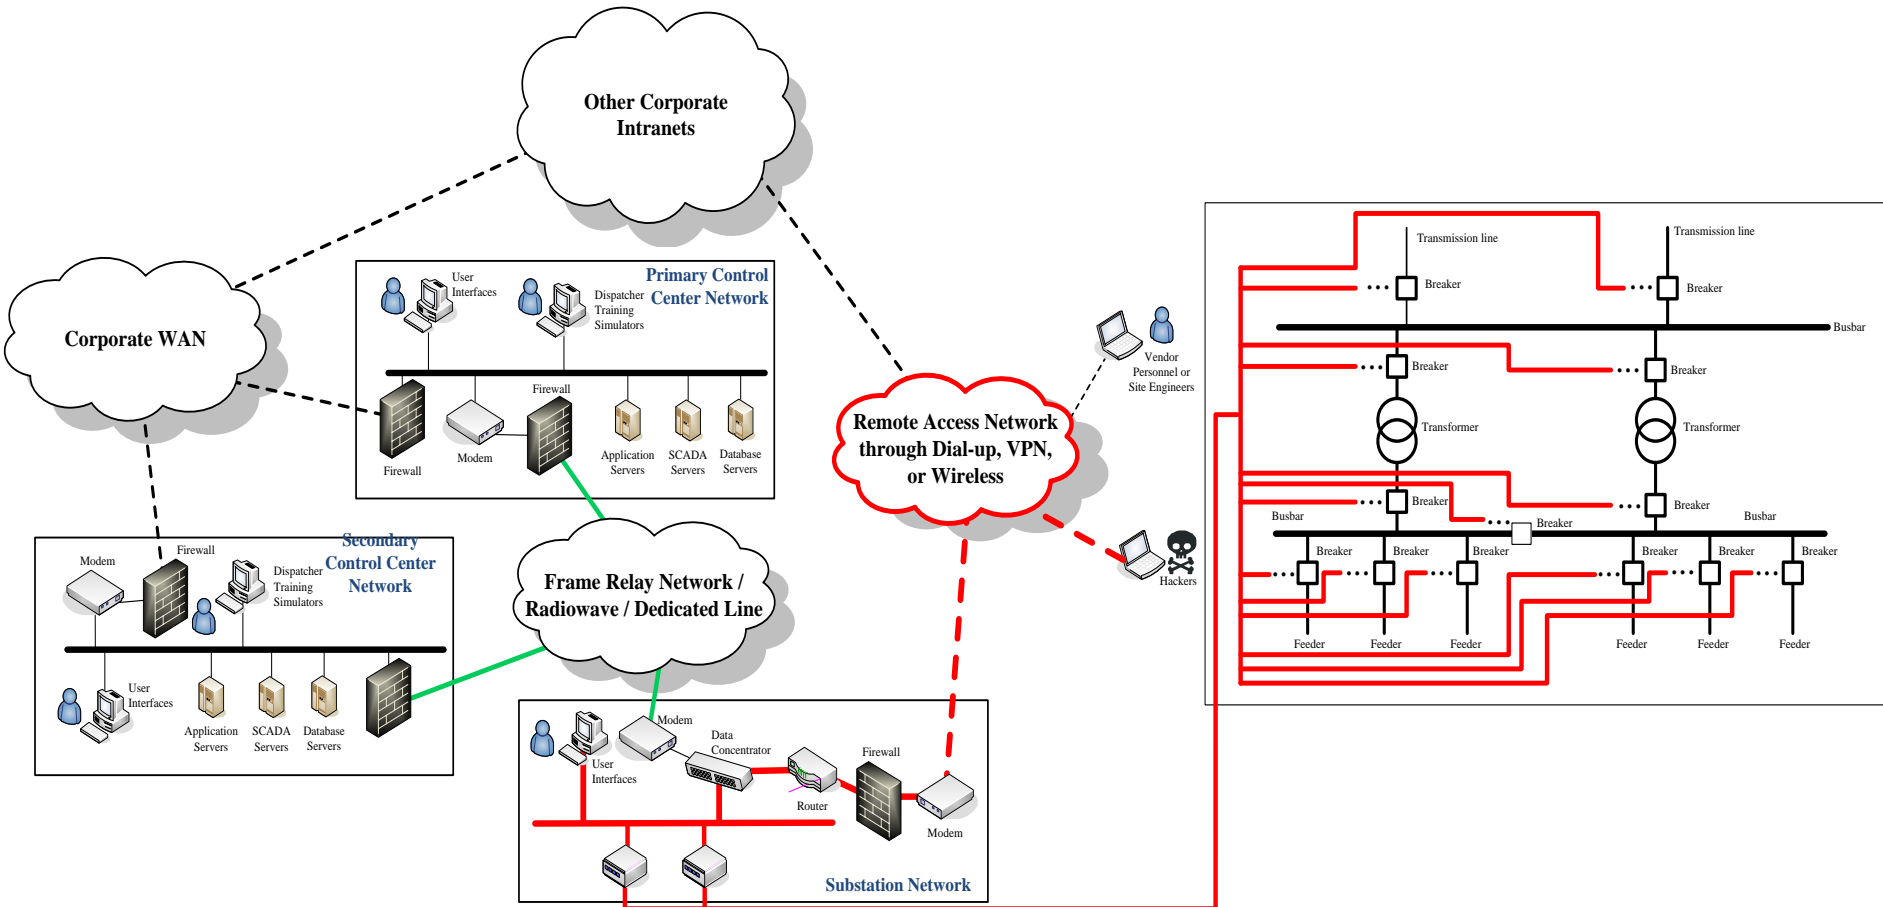 Other Corporate
Intranets
Corporate WAN
User
Interfaces
Dispatcher
Training
Simulators
Primary Control
Center Network
Firewall
Firewall
Modem
Application
Servers
SCADA
Servers
Database
Servers
Remote Access Network
through Dial-up, VPN,
or Wireless
Vendor
Personnel or
Site Engineers
Hackers
Secondary
Control Center
Network
Modem
Firewall
Dispatcher
Training
Simulators
User
Interfaces
Application
Servers
SCADA
Servers
Database
Servers
Frame Relay Network /
Radiowave / Dedicated Line
User
Interfaces
Modem
Data
Concentrator
Router
Firewall
Modem
Substation Network
Transmission line
Transmission line
Breaker
Breaker
Busbar
Breaker
Breaker
Transformer
Transformer
Breaker
Breaker
Busbar
Breaker
Busbar
Breaker
Breaker
Breaker
Breaker
Breaker
Breaker
Feeder
Feeder
Feeder
Feeder
Feeder
Feeder